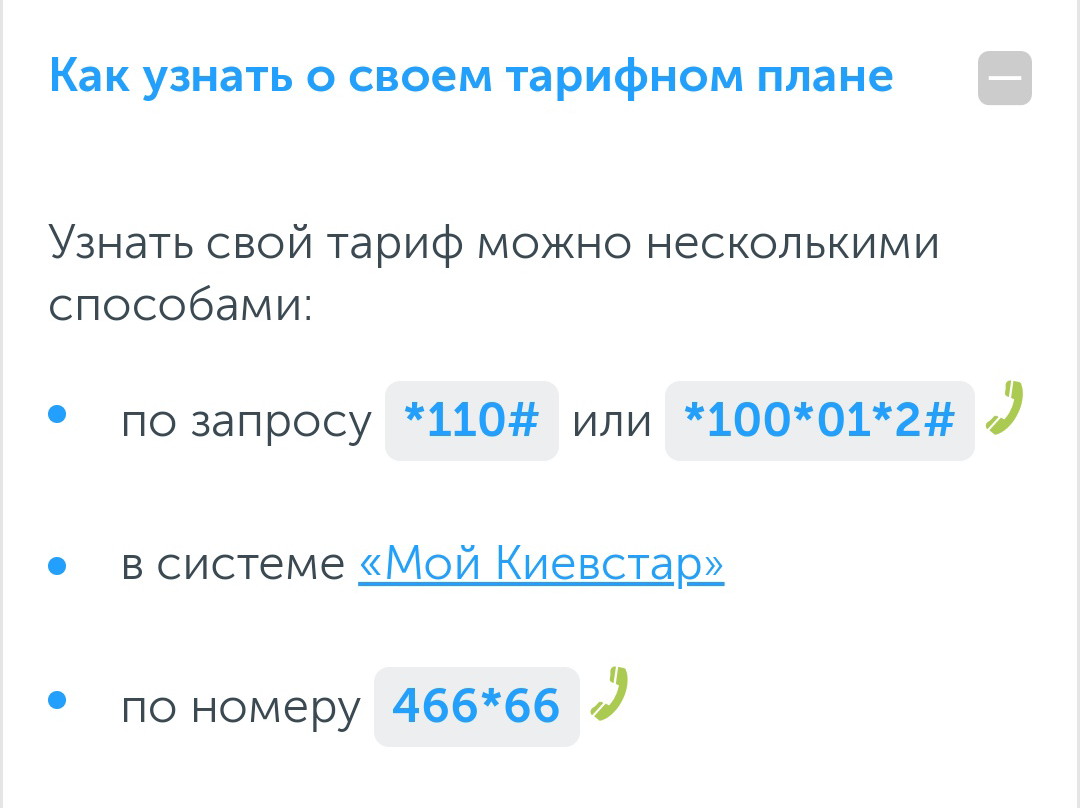 Как узнать о своем тарифном плане
Узнать свой тариф можно несколькими
способами:
по запросу *110# или *100*01*2#
в системе «Мой Киевстар»
по номеру 466*66